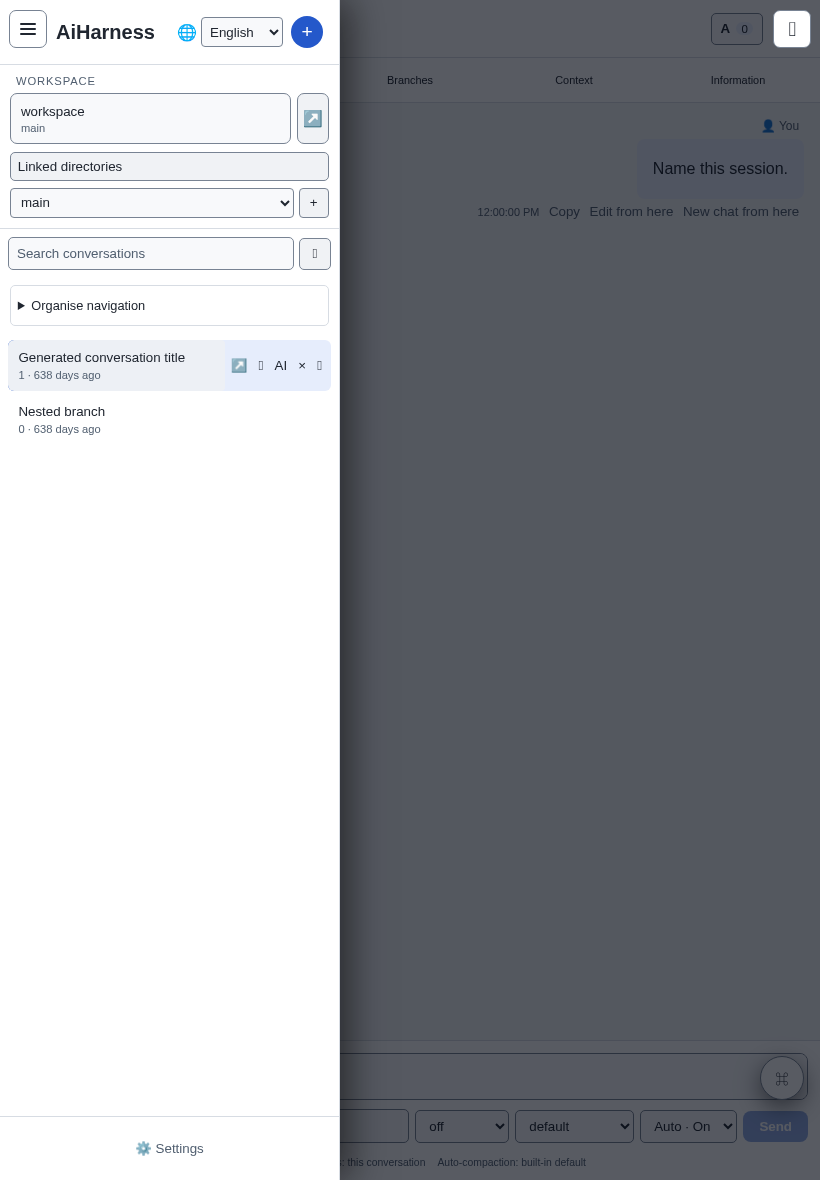 AiHarness
English
+
A 0
Branches
Context
Information
WORKSPACE
workspace
main
Linked directories
main
+
Search conversations
Organise navigation
Generated conversation title
1 · 638 days ago
AI ×
Nested branch
0 · 638 days ago
You
Name this session.
12:00:00 PM Copy Edit from here New chat from here
off
default
Auto · On
Send
: this conversation Auto-compaction: built-in default
Settings